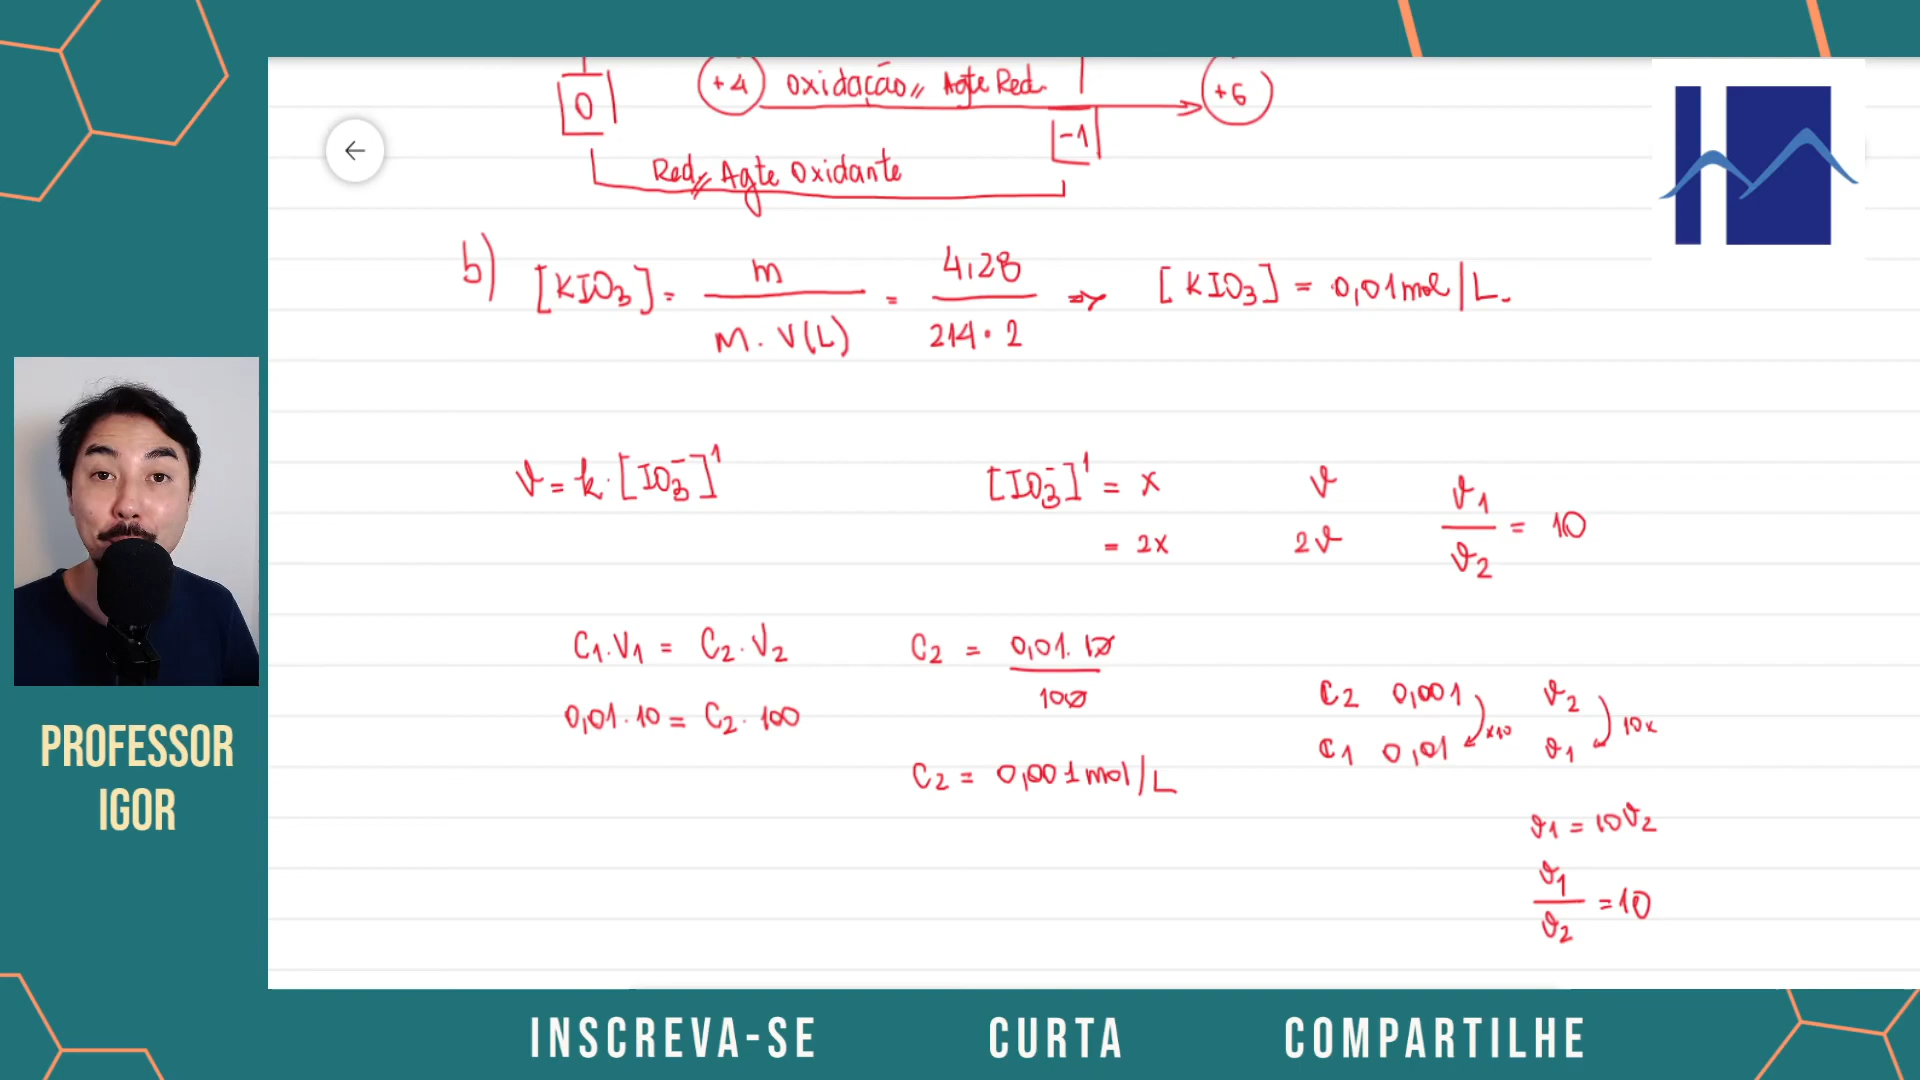 0 +4 oxidação,, Agte Red. +6
-1
Red,, Agte Oxidante
b) [KIO3] = m / M . V(L) = 4,28 / 214 . 2 => [KIO3] = 0,01 mol/L.
v = k . [IO3-]^1 [IO3-]^1 = x v v1 / v2 = 10
= 2x 2v
C1.V1 = C2.V2 C2 = 0,01.10 / 100
0,01.10 = C2.100
C2 = 0,001 mol/L
C2 0,001 v2
x10 10x
C1 0,01 v1
v1 = 10v2
v1 / v2 = 10
PROFESSOR
IGOR
INSCREVA-SE CURTA COMPARTILHE